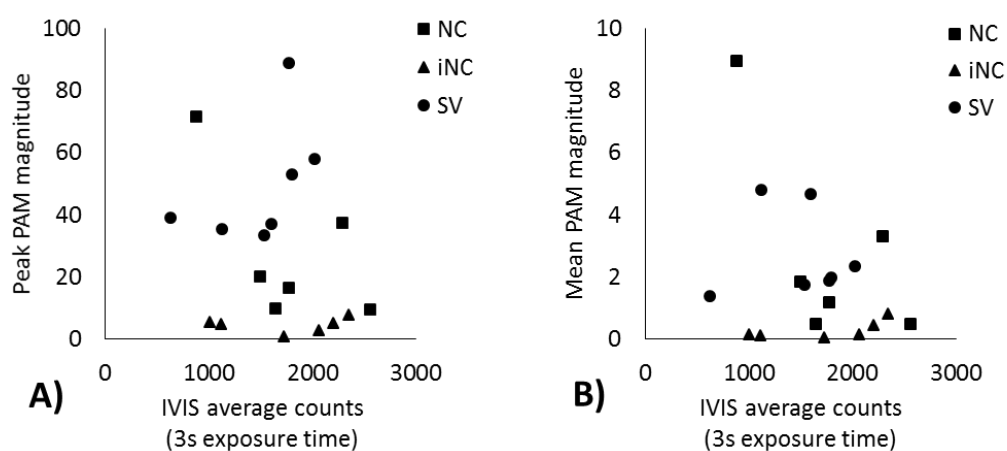 100
80
60
40
20
0
0 1000 2000 3000
Peak PAM magnitude
IVIS average counts
(3s exposure time)
NC
iNC
SV
A)
10
8
6
4
2
0
0 1000 2000 3000
Mean PAM magnitude
IVIS average counts
(3s exposure time)
NC
iNC
SV
B)